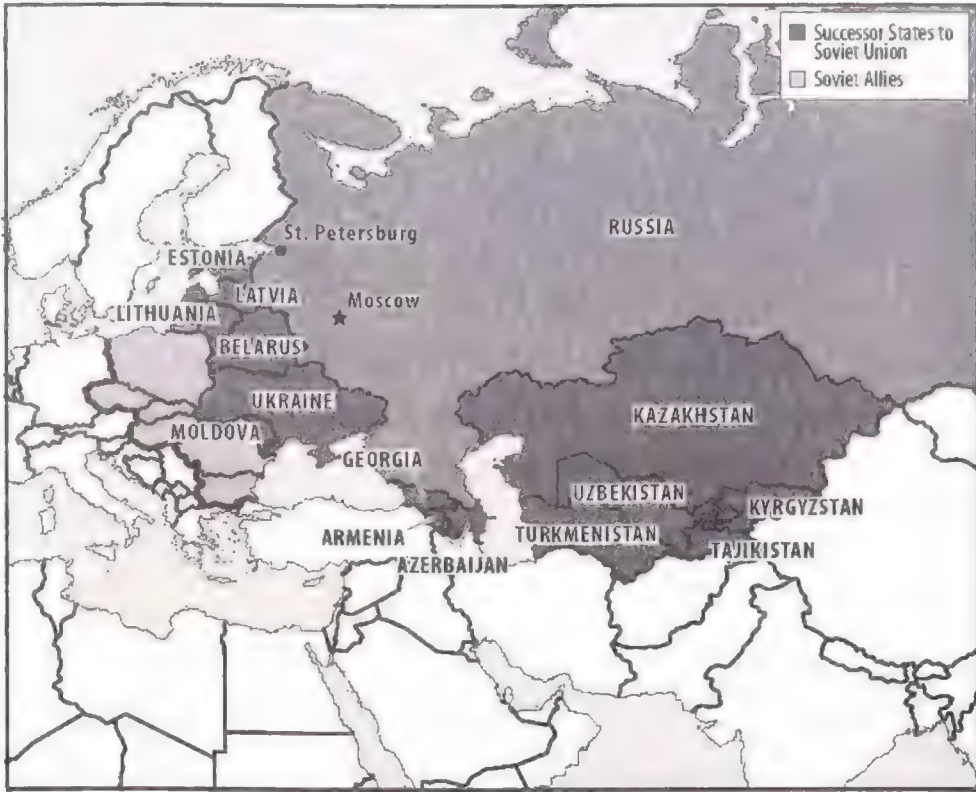 Successor States to
Soviet Union
Soviet Allies
RUSSIA
St. Petersburg
ESTONIA
LATVIA
Moscow
LITHUANIA
BELARUS
UKRAINE
KAZAKHSTAN
MOLDOVA
GEORGIA
UZBEKISTAN
KYRGYZSTAN
ARMENIA
TURKMENISTAN
TAJIKISTAN
AZERBAIJAN